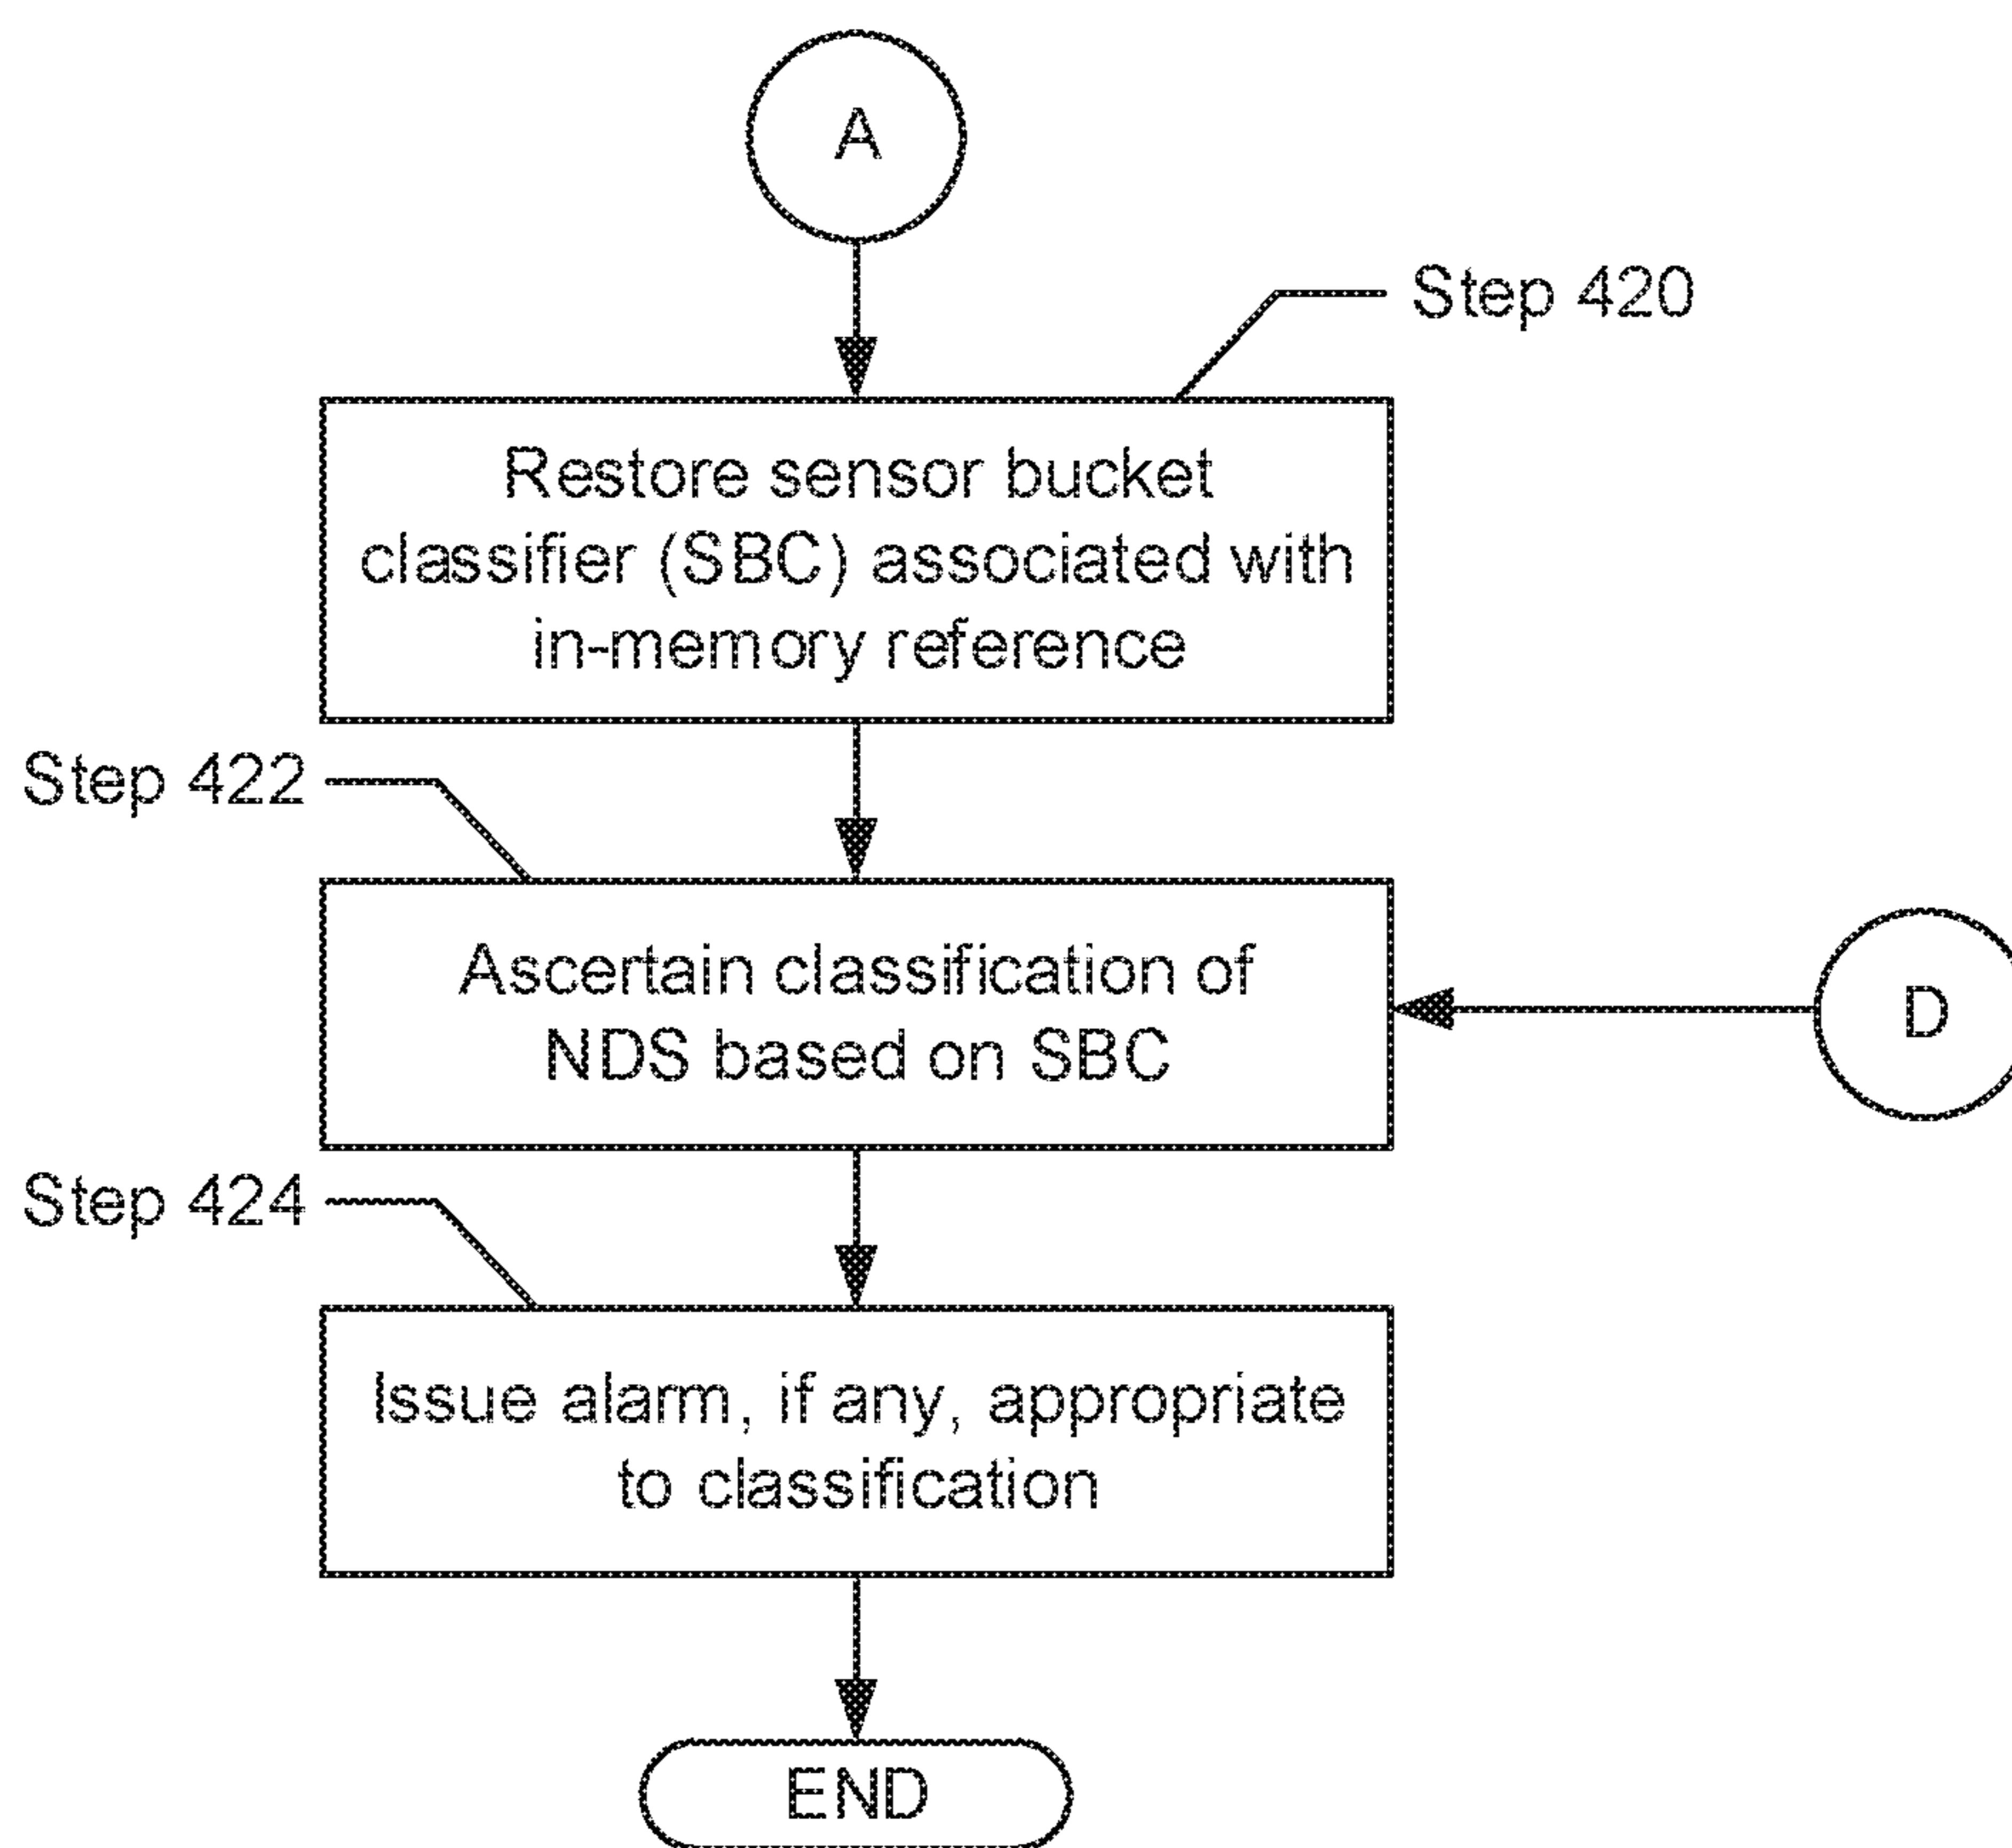 A
Step 420
Restore sensor bucket
classifier (SBC) associated with
in-memory reference
Step 422
Ascertain classification of
NDS based on SBC
D
Step 424
Issue alarm, if any, appropriate
to classification
END